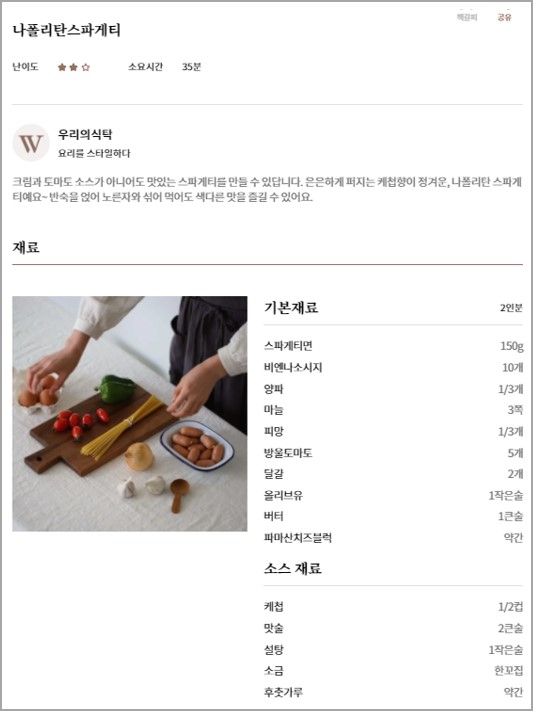 책갈피 공유
나폴리탄스파게티
난이도 소요시간 35분
W 우리의식탁
요리를 스타일하다
크림과 토마토 소스가 아니어도 맛있는 스파게티를 만들 수 있답니다. 은은하게 퍼지는 케첩향이 정겨운, 나폴리탄 스파게
티예요~ 반숙을 얹어 노른자와 섞어 먹어도 색다른 맛을 즐길 수 있어요.
재료
기본재료 2인분
스파게티면 150g
비엔나소시지 10개
양파 1/3개
마늘 3쪽
피망 1/3개
방울토마토 5개
달걀 2개
올리브유 1작은술
버터 1큰술
파마산치즈블럭 약간
소스 재료
케첩 1/2컵
맛술 2큰술
설탕 1작은술
소금 한꼬집
후춧가루 약간